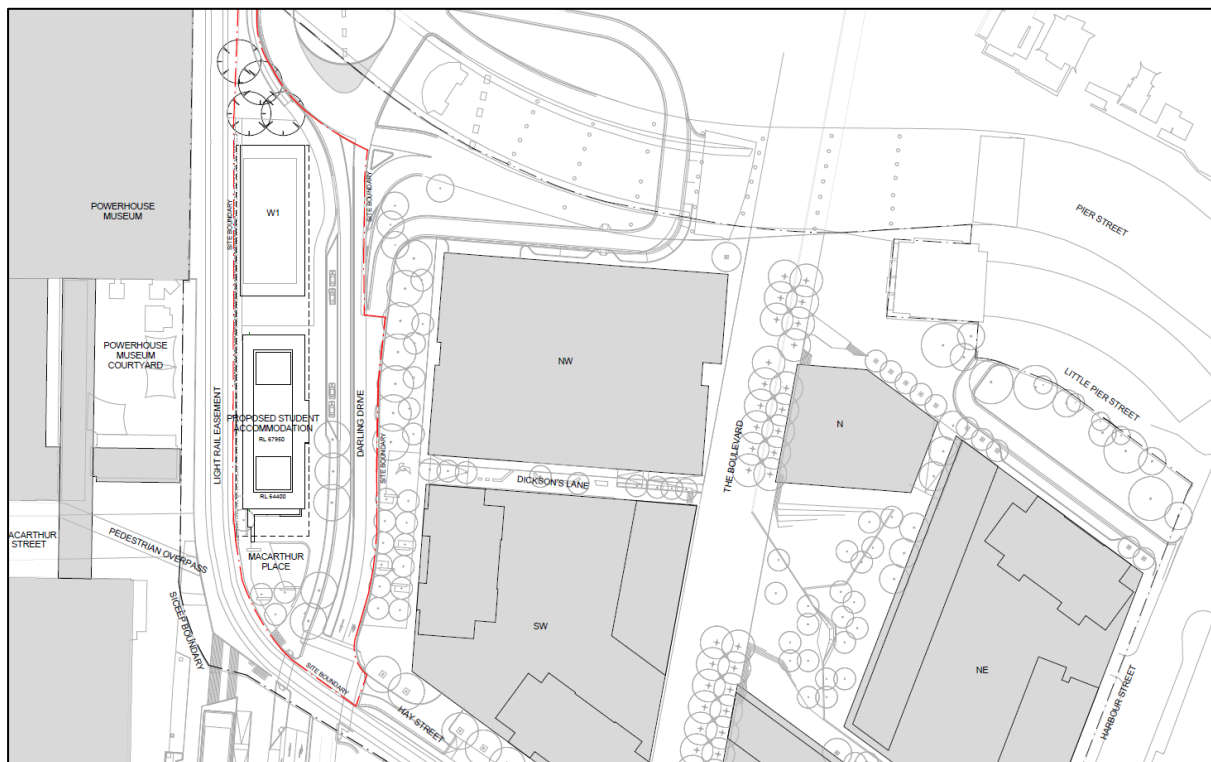 POWERHOUSE
MUSEUM
W1
SITE BOUNDARY
SITE BOUNDARY
PIER STREET
POWERHOUSE
MUSEUM
COURTYARD
NW
LITTLE PIER STREET
LIGHT RAIL EASEMENT
PROPOSED STUDENT
ACCOMMODATION
RL 67950
RL 64400
DARLING DRIVE
SITE BOUNDARY
THE BOULEVARD
N
DICKSON'S LANE
ACARTHUR
STREET
PEDESTRIAN OVERPASS
MACARTHUR
PLACE
SICEEP BOUNDARY
SW
SITE BOUNDARY
HAY STREET
NE
HARBOUR STREET